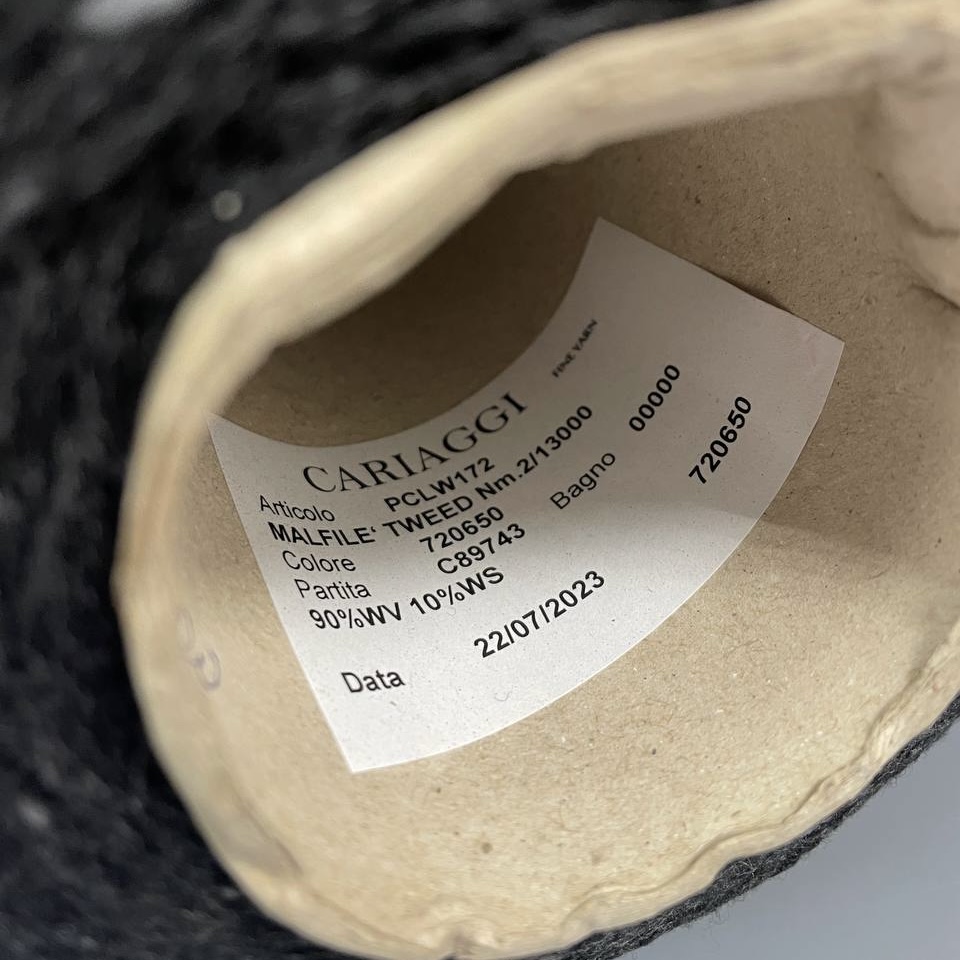 CARIAGGI
FINE YARN
Articolo PCLW172
MALFILE' TWEED Nm.2/13000
Colore 720650 Bagno 00000
Partita C89743
90%WV 10%WS 720650
Data 22/07/2023